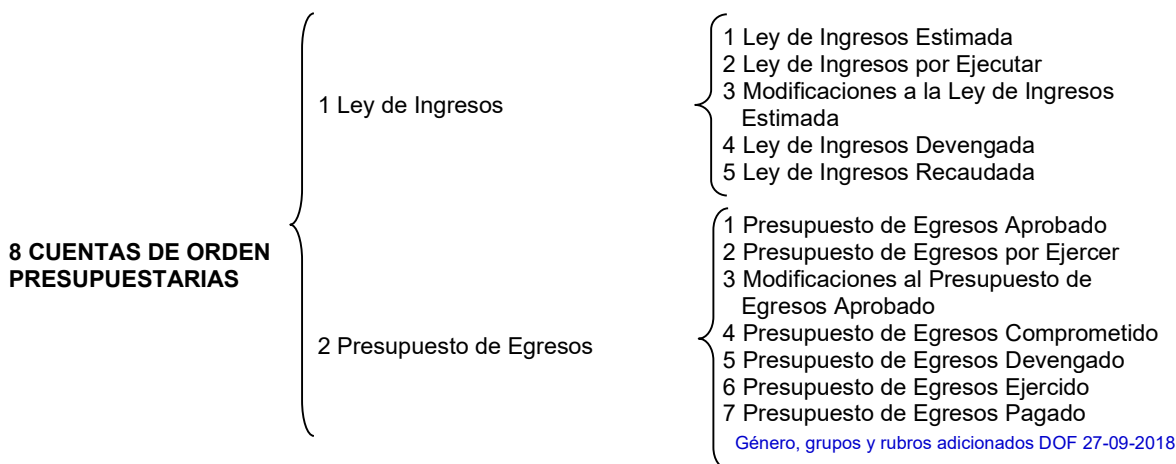 8 CUENTAS DE ORDEN
PRESUPUESTARIAS
1 Ley de Ingresos
1 Ley de Ingresos Estimada
2 Ley de Ingresos por Ejecutar
3 Modificaciones a la Ley de Ingresos
Estimada
4 Ley de Ingresos Devengada
5 Ley de Ingresos Recaudada
2 Presupuesto de Egresos
1 Presupuesto de Egresos Aprobado
2 Presupuesto de Egresos por Ejercer
3 Modificaciones al Presupuesto de
Egresos Aprobado
4 Presupuesto de Egresos Comprometido
5 Presupuesto de Egresos Devengado
6 Presupuesto de Egresos Ejercido
7 Presupuesto de Egresos Pagado
Género, grupos y rubros adicionados DOF 27-09-2018